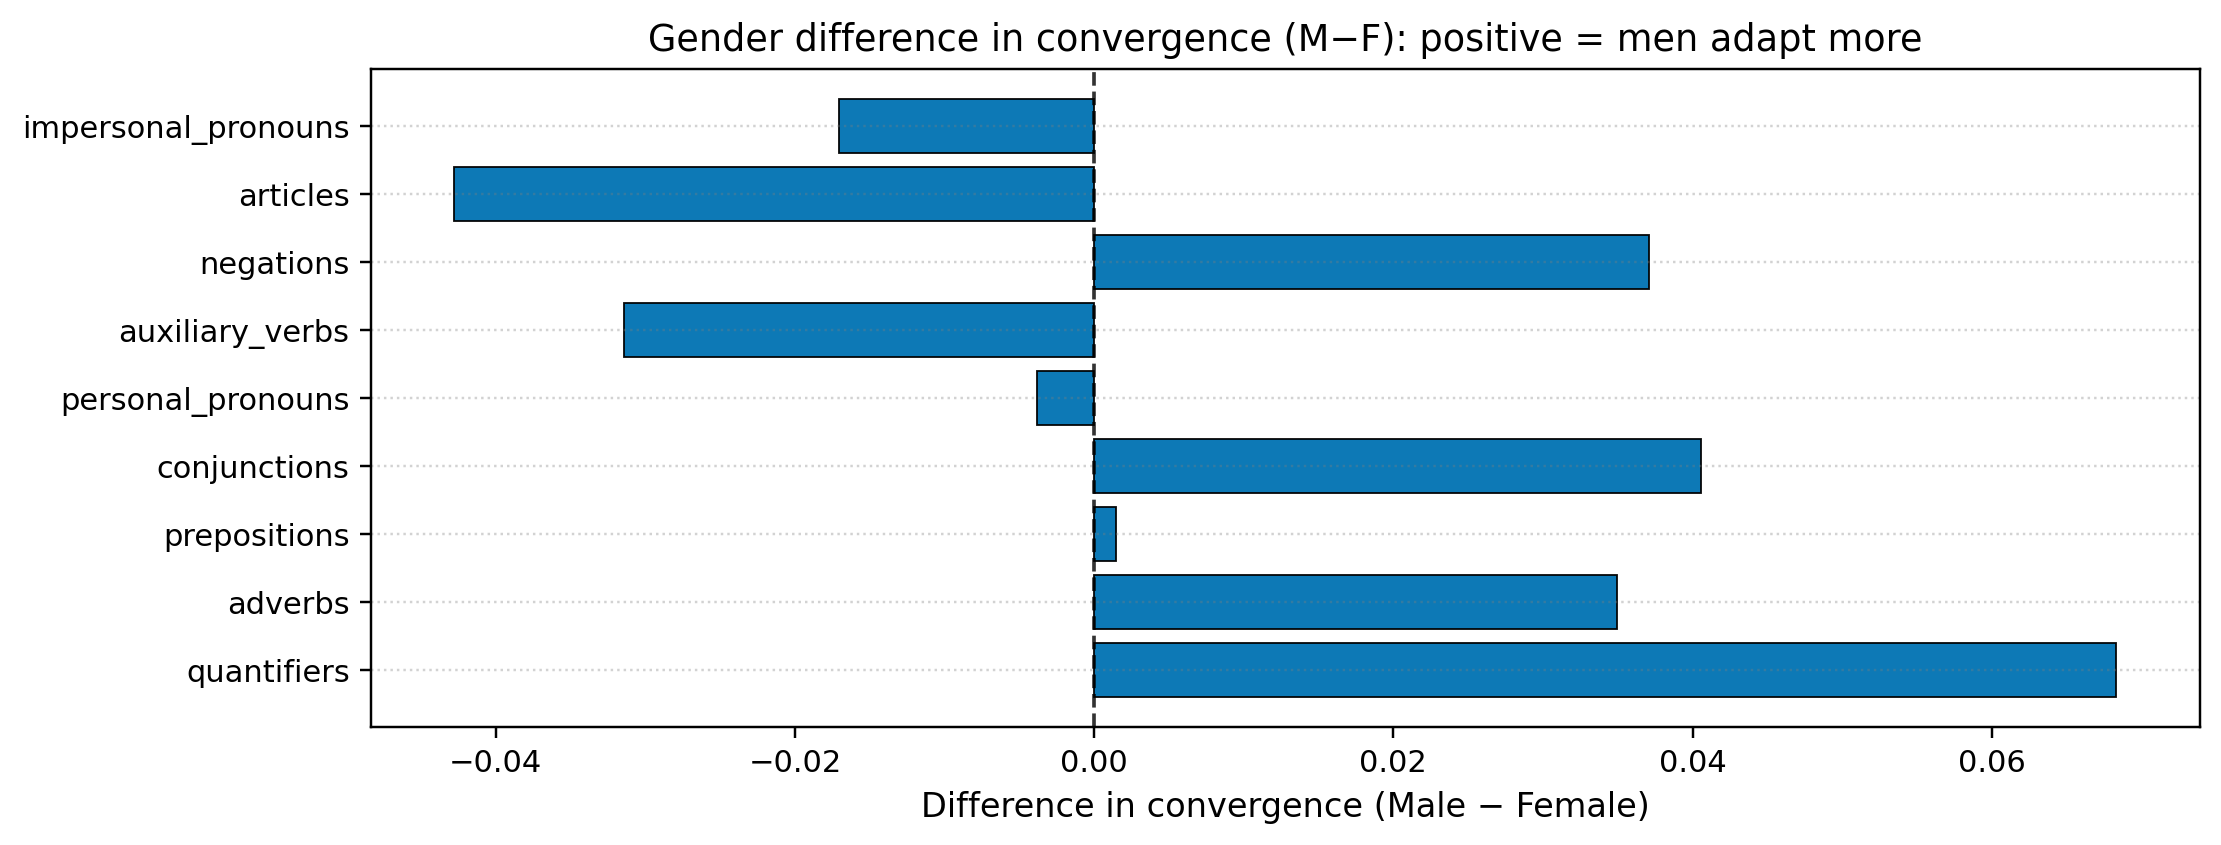 Gender difference in convergence (M−F): positive = men adapt more
impersonal_pronouns
articles
negations
auxiliary_verbs
personal_pronouns
conjunctions
prepositions
adverbs
quantifiers
−0.04 −0.02 0.00 0.02 0.04 0.06
Difference in convergence (Male − Female)